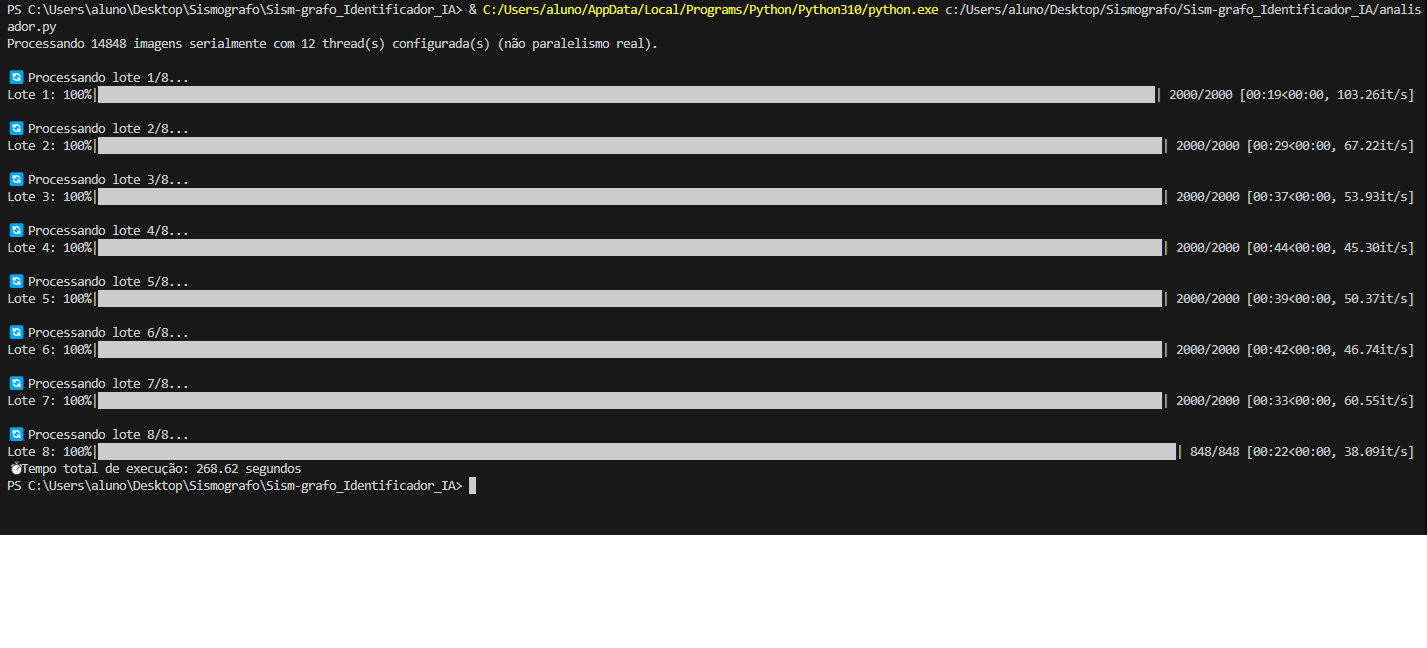 PS C:\Users\aluno\Desktop\Sismografo\Sism-grafo_Identificador_IA> & C:/Users/aluno/AppData/Local/Programs/Python/Python310/python.exe c:/Users/aluno/Desktop/Sismografo/Sism-grafo_Identificador_IA/analis
ador.py
Processando 14848 imagens serialmente com 12 thread(s) configurada(s) (não paralelismo real).
🔄 Processando lote 1/8...
Lote 1: 100%|██████████| 2000/2000 [00:19<00:00, 103.26it/s]
🔄 Processando lote 2/8...
Lote 2: 100%|██████████| 2000/2000 [00:29<00:00, 67.22it/s]
🔄 Processando lote 3/8...
Lote 3: 100%|██████████| 2000/2000 [00:37<00:00, 53.93it/s]
🔄 Processando lote 4/8...
Lote 4: 100%|██████████| 2000/2000 [00:44<00:00, 45.30it/s]
🔄 Processando lote 5/8...
Lote 5: 100%|██████████| 2000/2000 [00:39<00:00, 50.37it/s]
🔄 Processando lote 6/8...
Lote 6: 100%|██████████| 2000/2000 [00:42<00:00, 46.74it/s]
🔄 Processando lote 7/8...
Lote 7: 100%|██████████| 2000/2000 [00:33<00:00, 60.55it/s]
🔄 Processando lote 8/8...
Lote 8: 100%|██████████| 848/848 [00:22<00:00, 38.09it/s]
⏱Tempo total de execução: 268.62 segundos
PS C:\Users\aluno\Desktop\Sismografo\Sism-grafo_Identificador_IA>